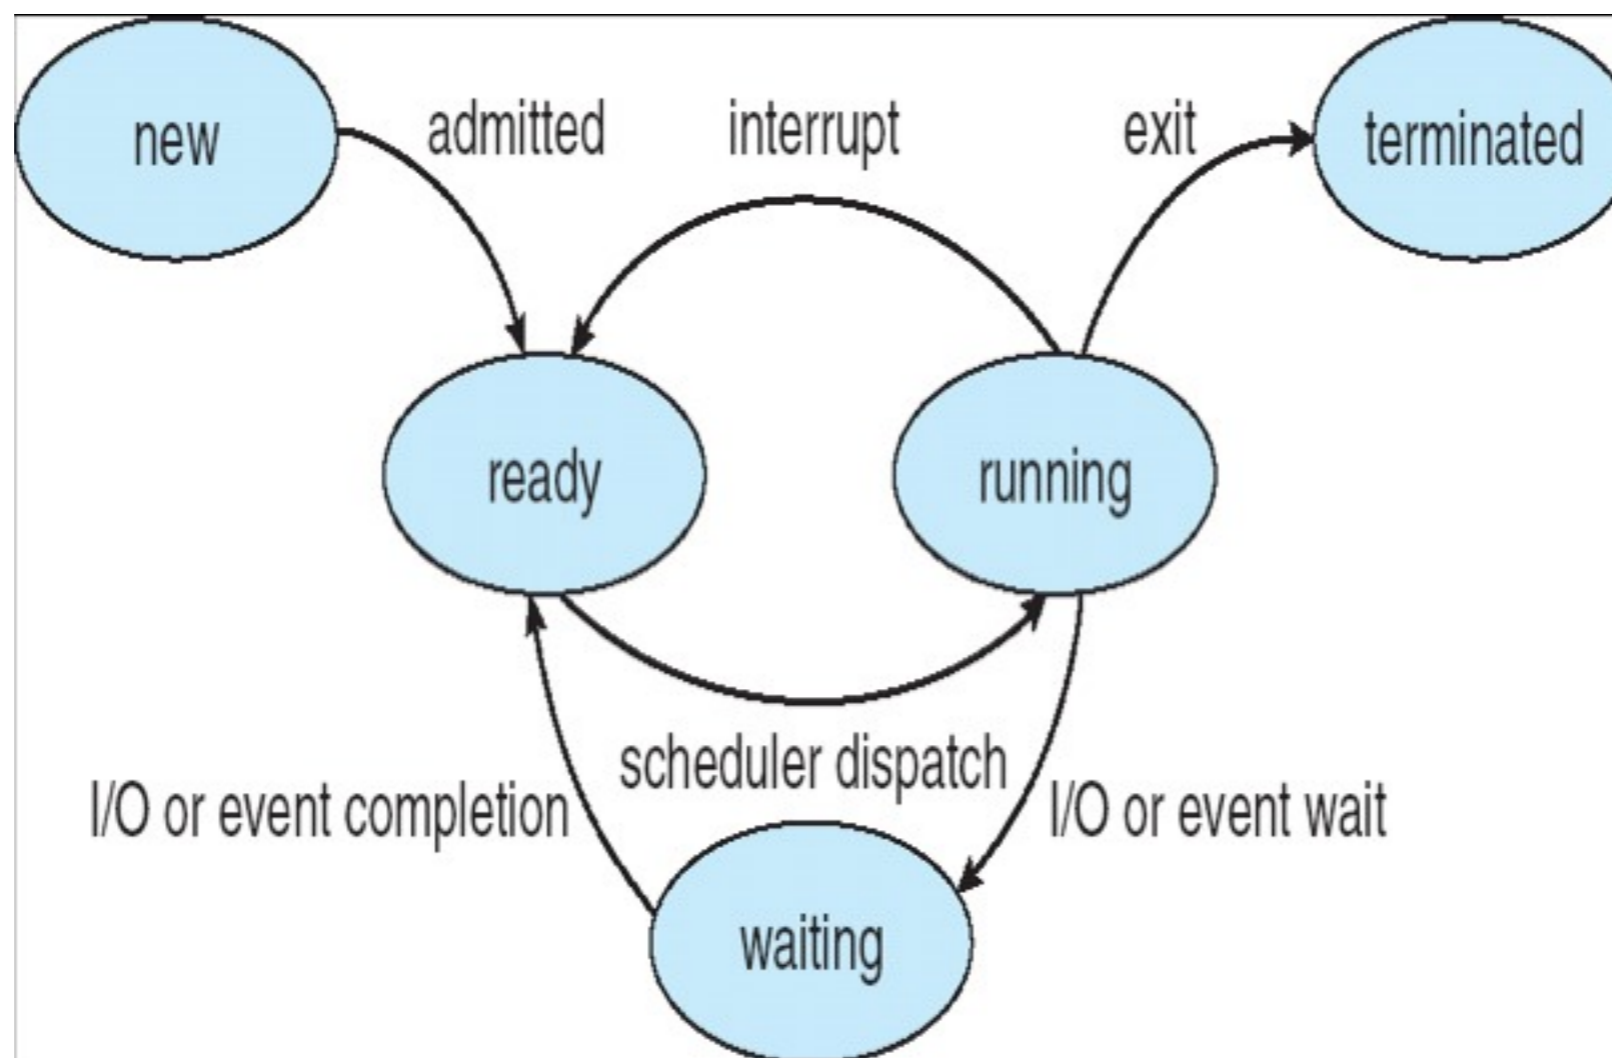 new
admitted
interrupt
exit
terminated
ready
running
scheduler dispatch
I/O or event completion
I/O or event wait
waiting